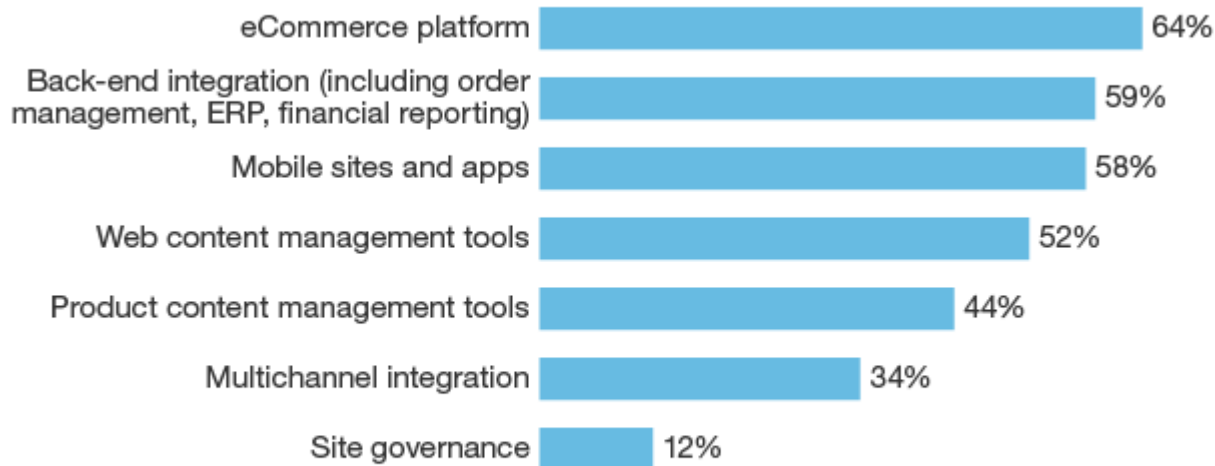 eCommerce platform 64%
Back-end integration (including order
management, ERP, financial reporting) 59%
Mobile sites and apps 58%
Web content management tools 52%
Product content management tools 44%
Multichannel integration 34%
Site governance 12%